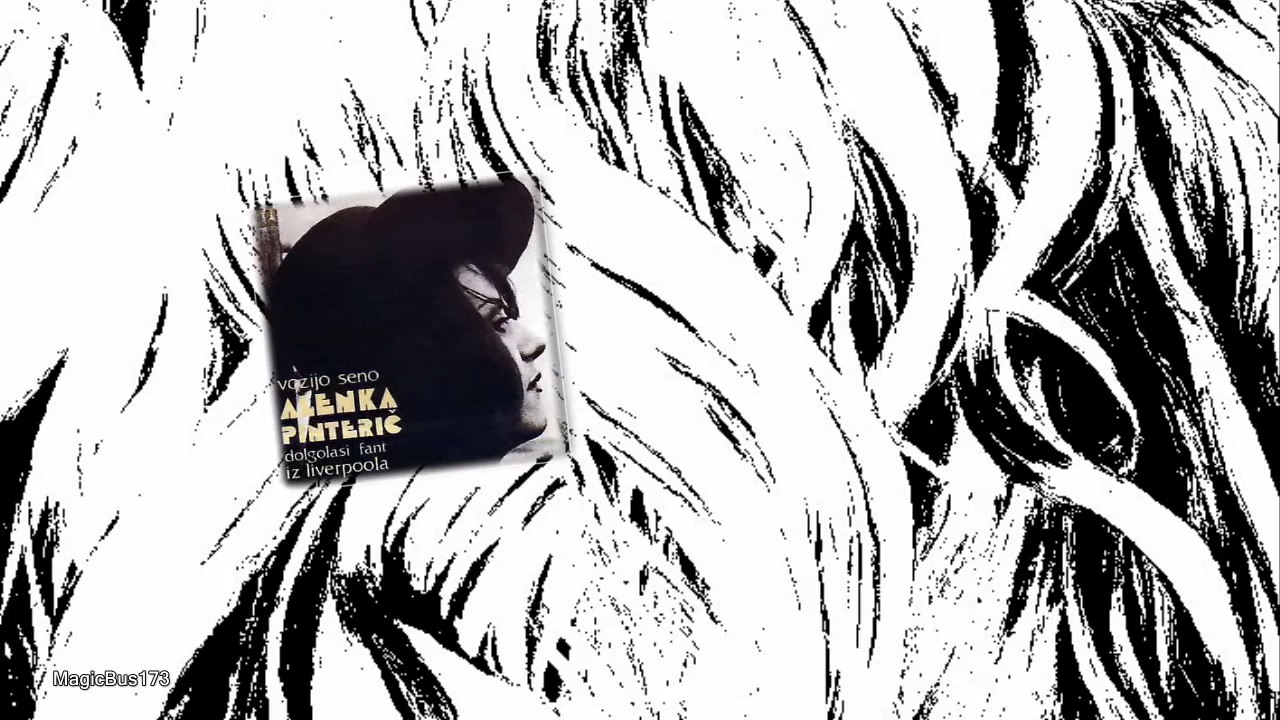 vozijo seno
ALENKA
PINTERIČ
dolgolasi fant
iz liverpoola
MagicBus173